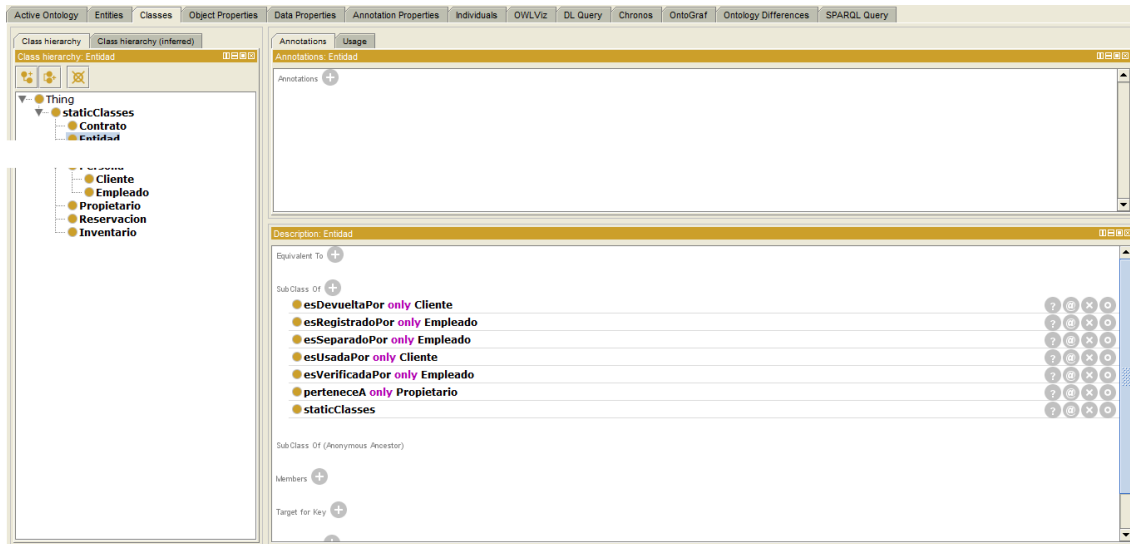 Active Ontology Entities Classes Object Properties Data Properties Annotation Properties Individuals OWLViz DL Query Chronos OntoGraf Ontology Differences SPARQL Query
Class hierarchy Class hierarchy (inferred)
Class hierarchy: Entidad
Thing
staticClasses
Contrato
Entidad
Persona
Cliente
Empleado
Propietario
Reservacion
Inventario
Annotations Usage
Annotations: Entidad
Annotations
Description: Entidad
Equivalent To
SubClass Of
esDevueltaPor only Cliente
esRegistradoPor only Empleado
esSeparadoPor only Empleado
esUsadaPor only Cliente
esVerificadaPor only Empleado
perteneceA only Propietario
staticClasses
SubClass Of (Anonymous Ancestor)
Members
Target for Key